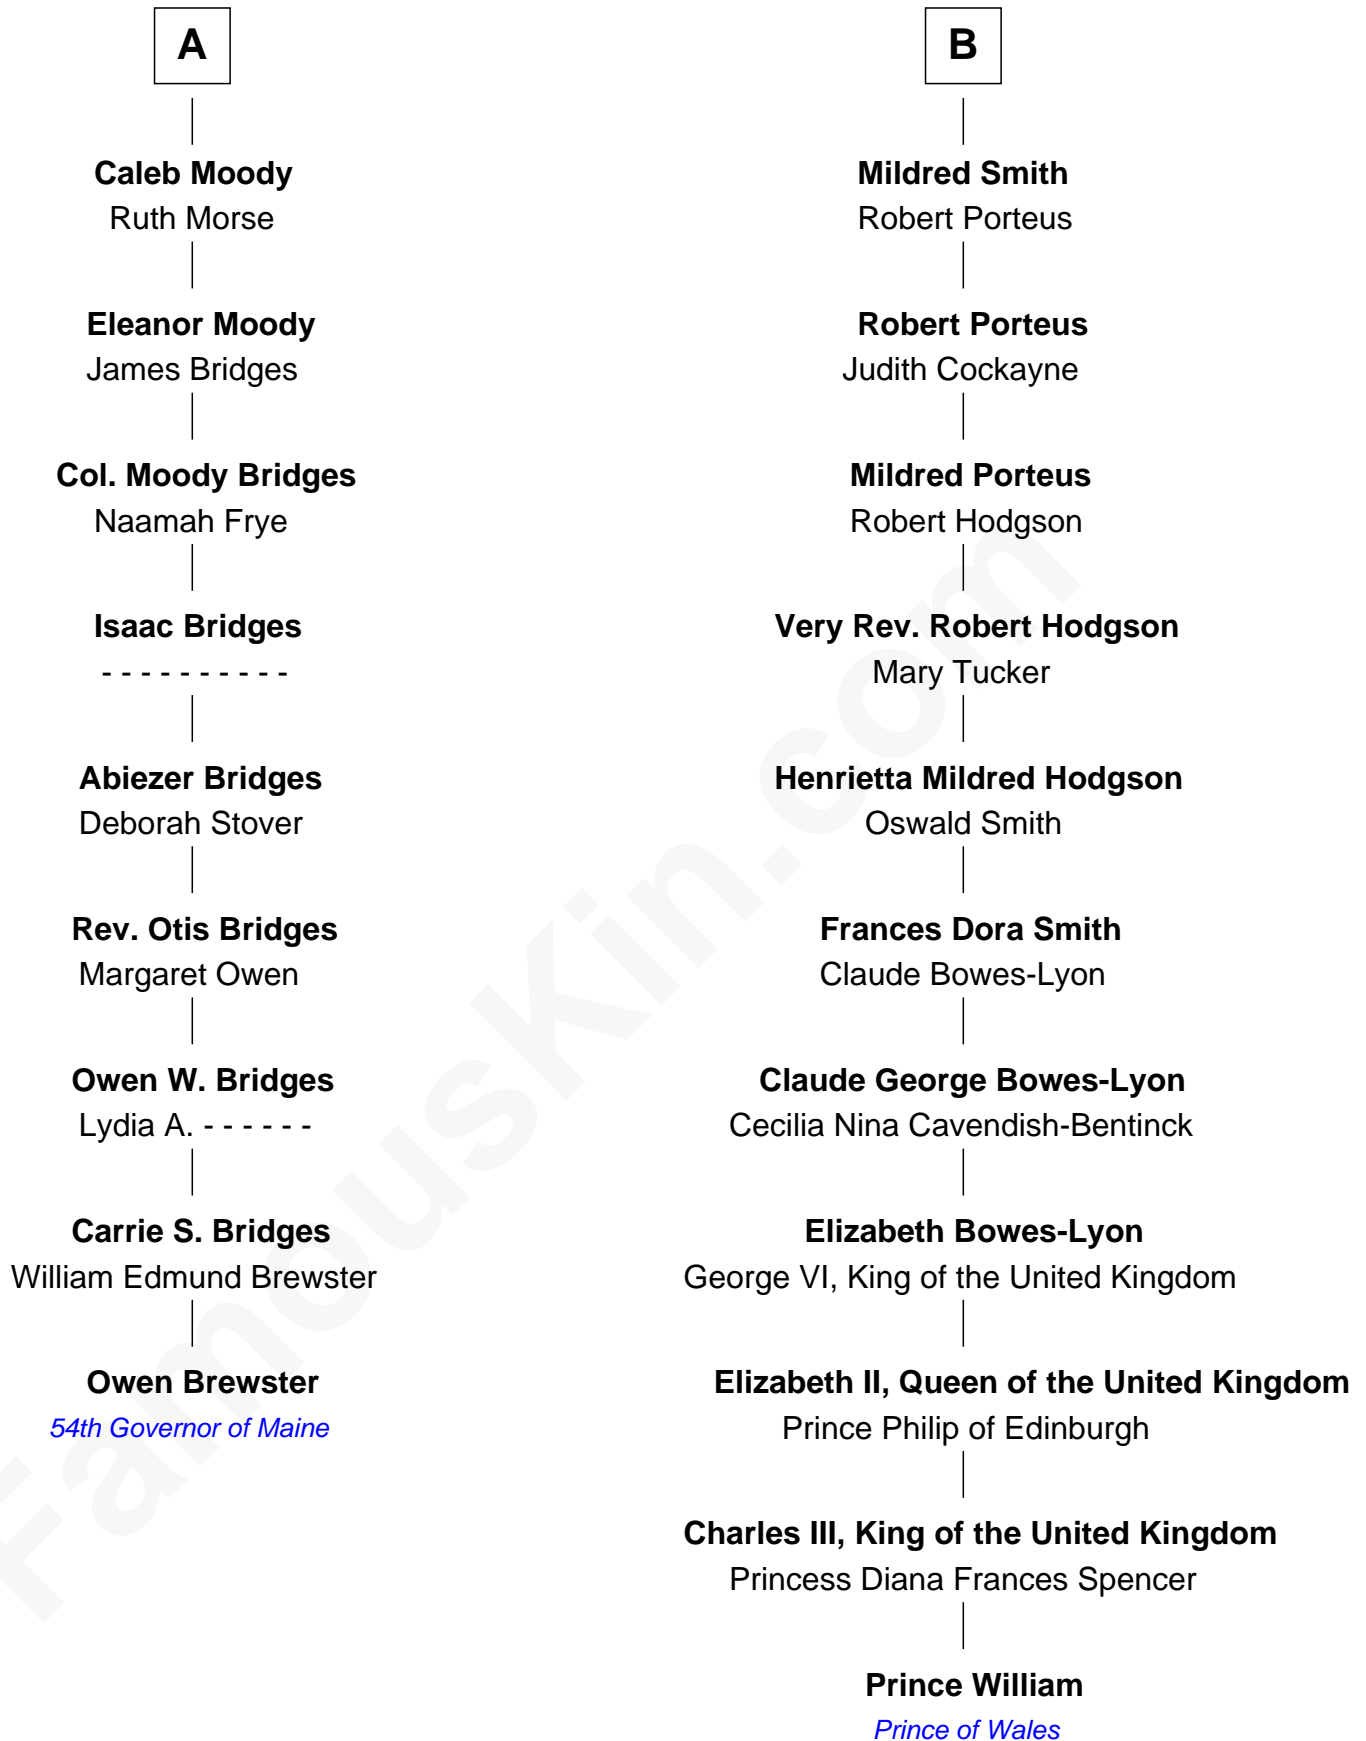 A
Caleb Moody
Ruth Morse
Eleanor Moody
James Bridges
Col. Moody Bridges
Naamah Frye
Isaac Bridges
- - - - - - - - - -
Abiezer Bridges
Deborah Stover
Rev. Otis Bridges
Margaret Owen
Owen W. Bridges
Lydia A. - - - - - -
Carrie S. Bridges
William Edmund Brewster
Owen Brewster
54th Governor of Maine
B
Mildred Smith
Robert Porteus
Robert Porteus
Judith Cockayne
Mildred Porteus
Robert Hodgson
Very Rev. Robert Hodgson
Mary Tucker
Henrietta Mildred Hodgson
Oswald Smith
Frances Dora Smith
Claude Bowes-Lyon
Claude George Bowes-Lyon
Cecilia Nina Cavendish-Bentinck
Elizabeth Bowes-Lyon
George VI, King of the United Kingdom
Elizabeth II, Queen of the United Kingdom
Prince Philip of Edinburgh
Charles III, King of the United Kingdom
Princess Diana Frances Spencer
Prince William
Prince of Wales
FamousKin.com